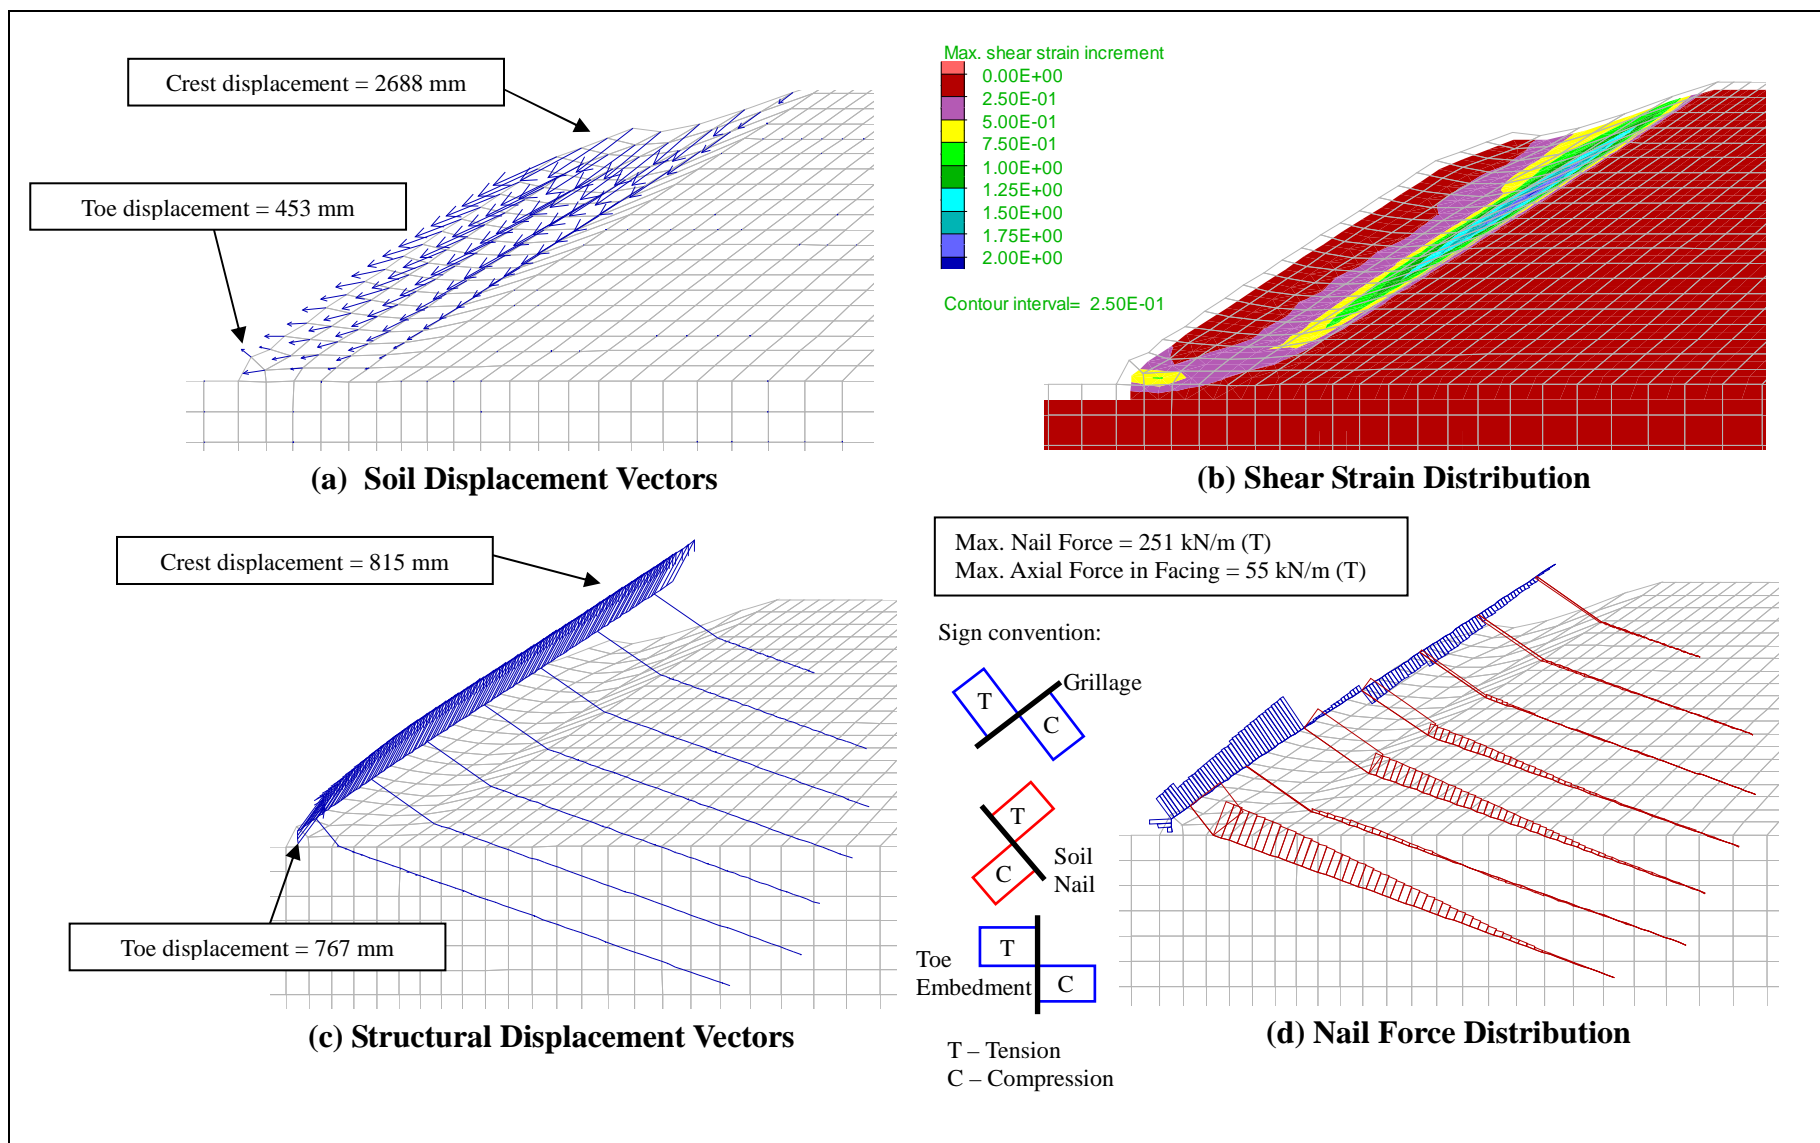 Crest displacement = 2688 mm
Toe displacement = 453 mm
(a) Soil Displacement Vectors
Max. shear strain increment
0.00E+00
2.50E-01
5.00E-01
7.50E-01
1.00E+00
1.25E+00
1.50E+00
1.75E+00
2.00E+00
Contour interval= 2.50E-01
(b) Shear Strain Distribution
Crest displacement = 815 mm
Toe displacement = 767 mm
(c) Structural Displacement Vectors
Max. Nail Force = 251 kN/m (T)
Max. Axial Force in Facing = 55 kN/m (T)
Sign convention:
T
Grillage
C
T
Soil
Nail
C
T
Toe
Embedment
C
T – Tension
C – Compression
(d) Nail Force Distribution